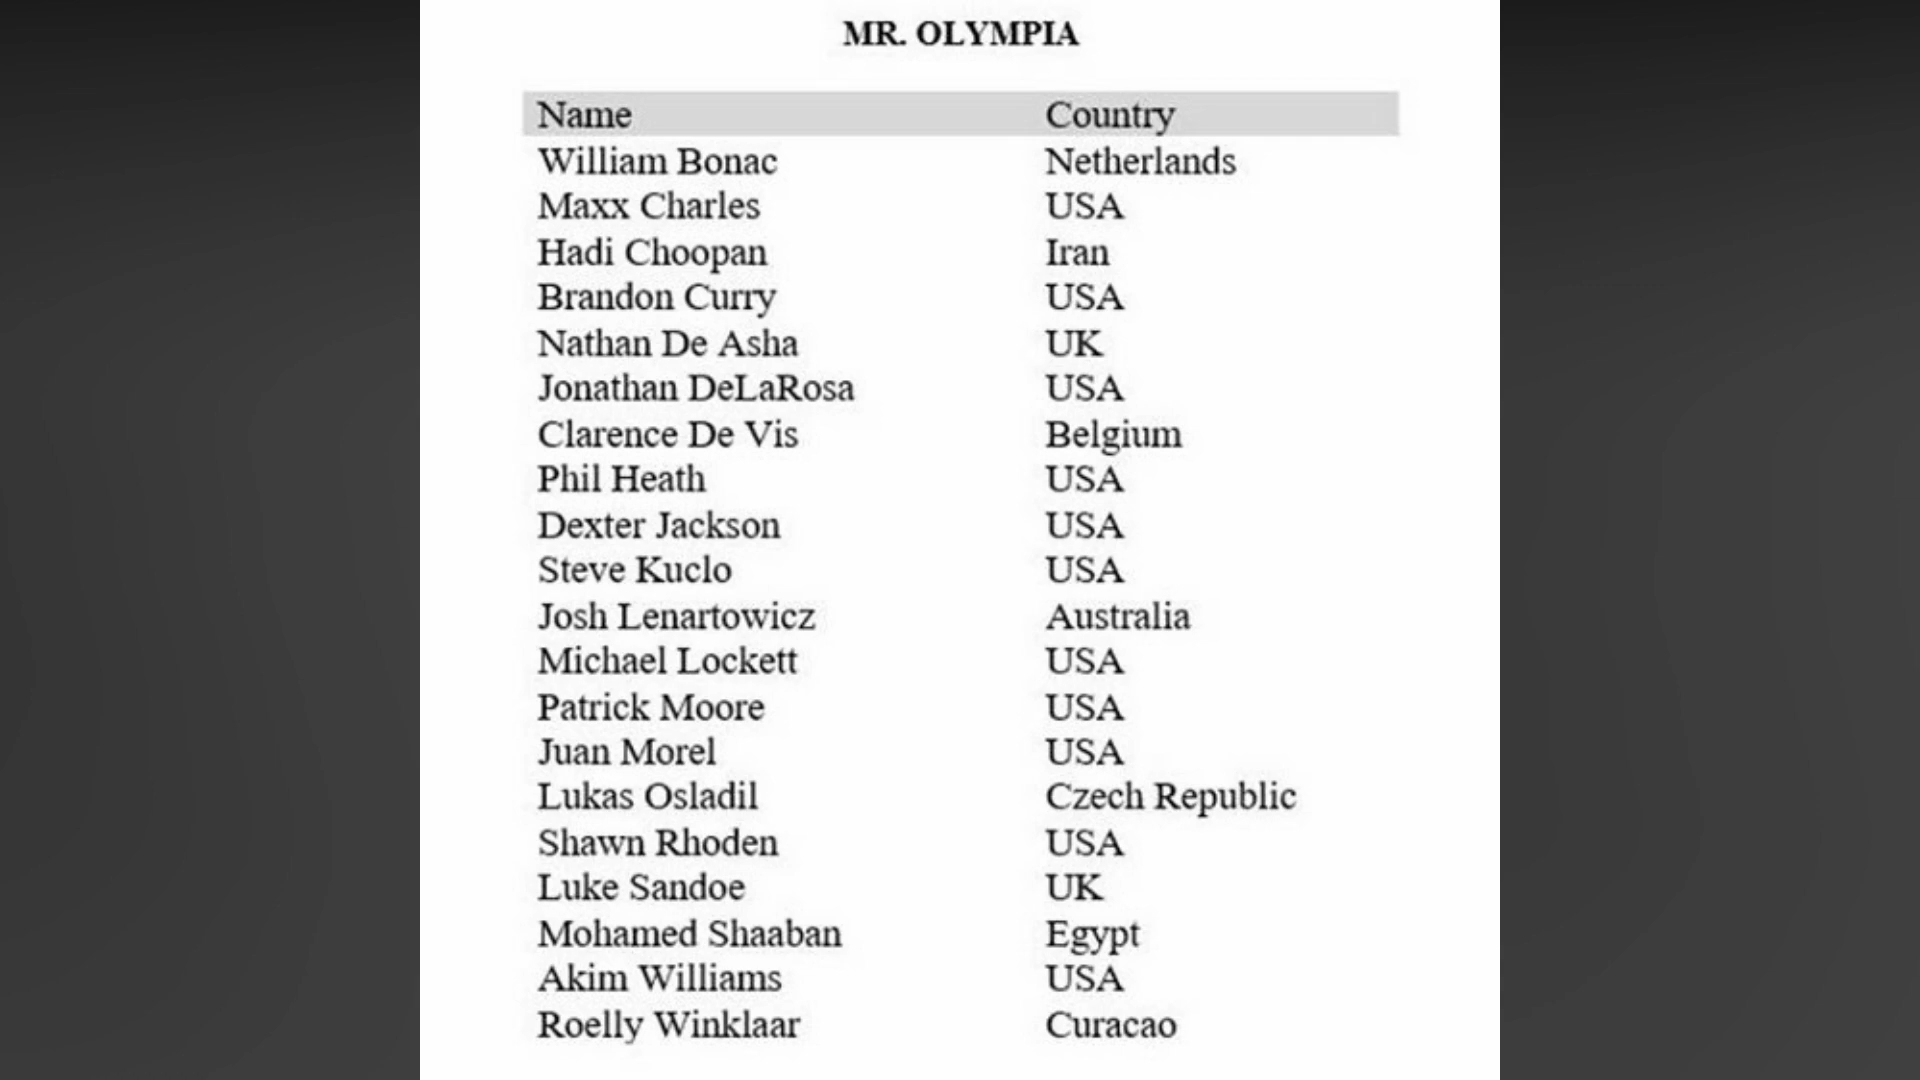 MR. OLYMPIA
Name Country
William Bonac Netherlands
Maxx Charles USA
Hadi Choopan Iran
Brandon Curry USA
Nathan De Asha UK
Jonathan DeLaRosa USA
Clarence De Vis Belgium
Phil Heath USA
Dexter Jackson USA
Steve Kuclo USA
Josh Lenartowicz Australia
Michael Lockett USA
Patrick Moore USA
Juan Morel USA
Lukas Osladil Czech Republic
Shawn Rhoden USA
Luke Sandoe UK
Mohamed Shaaban Egypt
Akim Williams USA
Roelly Winklaar Curacao